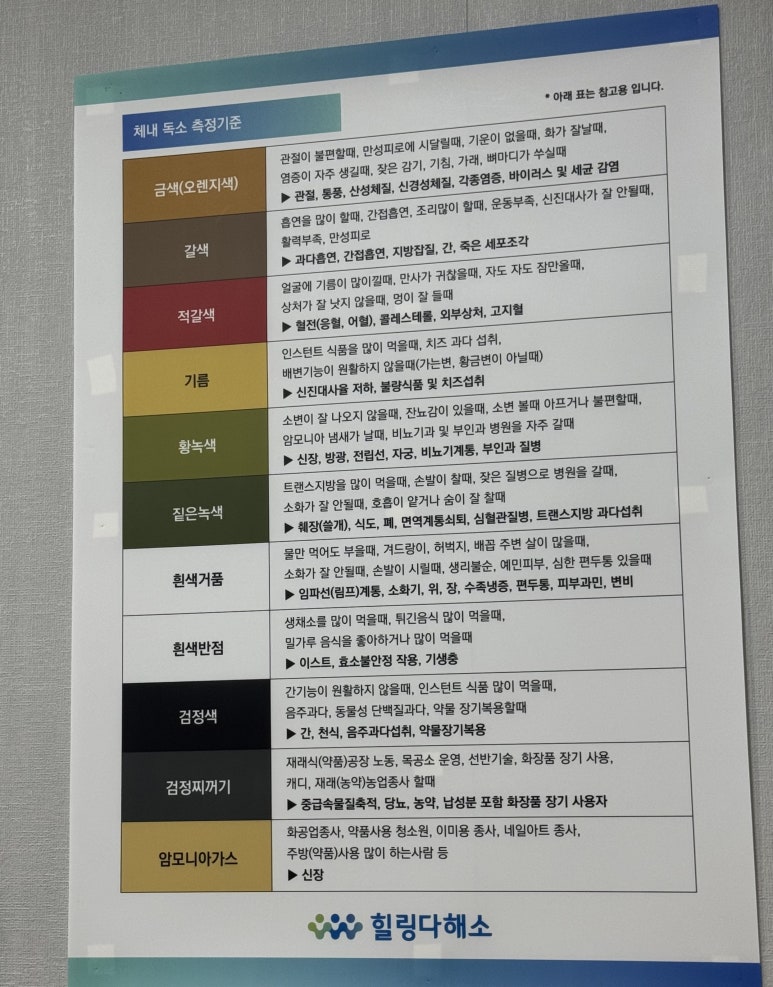 * 아래 표는 참고용 입니다.
체내 독소 측정기준
금색(오렌지색)
관절이 불편할때, 만성피로에 시달릴때, 기운이 없을때, 화가 잘날때,
염증이 자주 생길때, 잦은 감기, 기침, 가래, 뼈마디가 쑤실때
▶ 관절, 통풍, 산성체질, 신경성체질, 각종염증, 바이러스 및 세균 감염
갈색
흡연을 많이 할때, 간접흡연, 조리많이 할때, 운동부족, 신진대사가 잘 안될때,
활력부족, 만성피로
▶ 과다흡연, 간접흡연, 지방잡질, 간, 죽은 세포조각
적갈색
얼굴에 기름이 많이낄때, 만사가 귀찮을때, 자도 자도 잠만올때,
상처가 잘 낫지 않을때, 멍이 잘 들때
▶ 혈전(응혈, 어혈), 콜레스테롤, 외부상처, 고지혈
기름
인스턴트 식품을 많이 먹을때, 치즈 과다 섭취,
배변기능이 원활하지 않을때(가는변, 황금변이 아닐때)
▶ 신진대사율 저하, 불량식품 및 치즈섭취
황녹색
소변이 잘 나오지 않을때, 잔뇨감이 있을때, 소변 볼때 아프거나 불편할때,
암모니아 냄새가 날때, 비뇨기과 및 부인과 병원을 자주 갈때
▶ 신장, 방광, 전립선, 자궁, 비뇨기계통, 부인과 질병
짙은녹색
트랜스지방을 많이 먹을때, 손발이 찰때, 잦은 질병으로 병원을 갈때,
소화가 잘 안될때, 호흡이 얕거나 숨이 잘 찰때
▶ 췌장(쓸개), 식도, 폐, 면역계통쇠퇴, 심혈관질병, 트랜스지방 과다섭취
흰색거품
물만 먹어도 부을때, 겨드랑이, 허벅지, 배꼽 주변 살이 많을때,
소화가 잘 안될때, 손발이 시릴때, 생리불순, 예민피부, 심한 편두통 있을때
▶ 임파선(림프)계통, 소화기, 위, 장, 수족냉증, 편두통, 피부과민, 변비
흰색반점
생채소를 많이 먹을때, 튀긴음식 많이 먹을때,
밀가루 음식을 좋아하거나 많이 먹을때
▶ 이스트, 효소불안정 작용, 기생충
검정색
간기능이 원활하지 않을때, 인스턴트 식품 많이 먹을때,
음주과다, 동물성 단백질과다, 약물 장기복용할때
▶ 간, 천식, 음주과다섭취, 약물장기복용
검정찌꺼기
재래식(약품)공장 노동, 목공소 운영, 선반기술, 화장품 장기 사용,
캐디, 재래(농약)농업종사 할때
▶ 중급속물질축적, 당뇨, 농약, 납성분 포함 화장품 장기 사용자
암모니아가스
화공업종사, 약품사용 청소원, 이미용 종사, 네일아트 종사,
주방(약품)사용 많이 하는사람 등
▶ 신장
힐링다해소